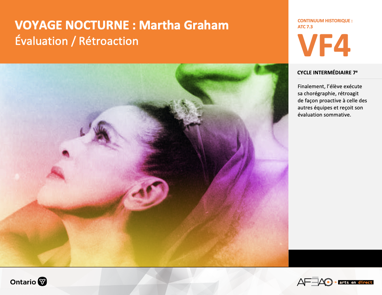 VOYAGE NOCTURNE : Martha Graham
Évaluation / Rétroaction
CONTINUUM HISTORIQUE :
ATC 7.3
VF4
CYCLE INTERMÉDIAIRE 7e
Finalement, l'élève exécute
sa chorégraphie, rétroagit
de façon proactive à celle des
autres équipes et reçoit son
évaluation sommative.
Ontario
arts en direct